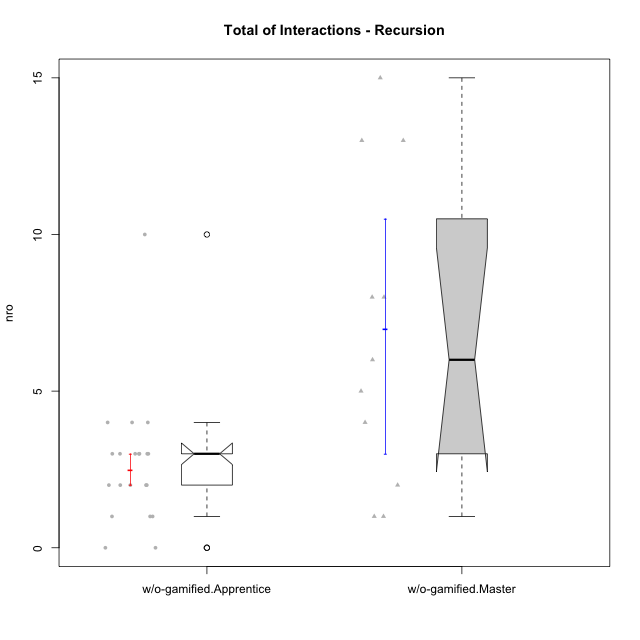 Total of Interactions - Recursion
15
10
5
0
nro
w/o-gamified.Apprentice
w/o-gamified.Master